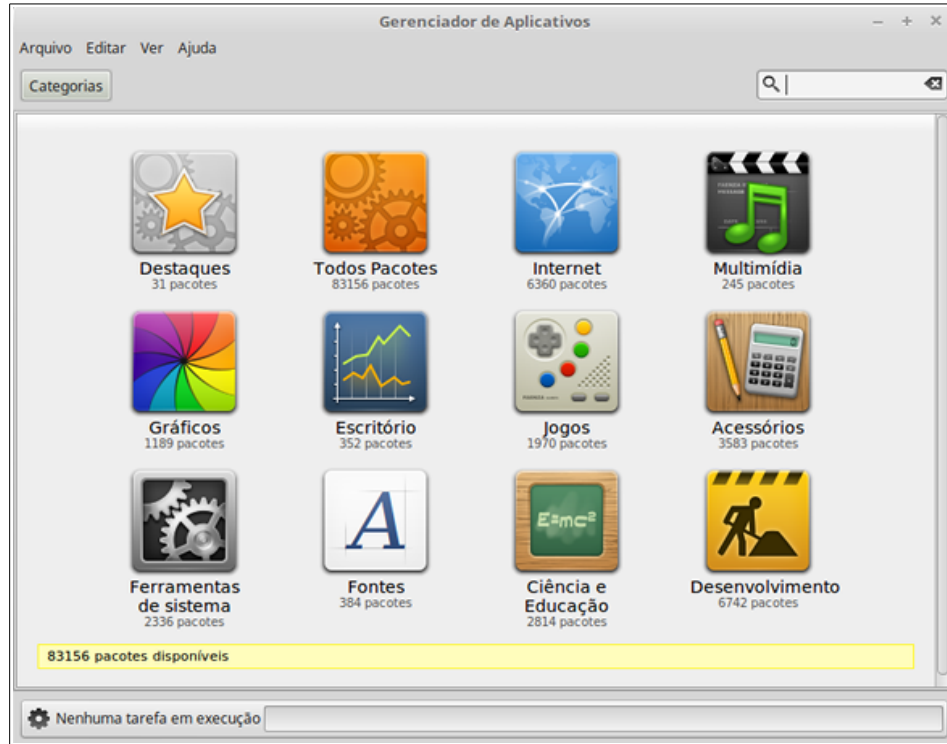 Gerenciador de Aplicativos
Arquivo Editar Ver Ajuda
Categorias
Destaques
31 pacotes
Todos Pacotes
83156 pacotes
Internet
6360 pacotes
Multimídia
245 pacotes
Gráficos
1189 pacotes
Escritório
352 pacotes
Jogos
1970 pacotes
Acessórios
3583 pacotes
Ferramentas
de sistema
2336 pacotes
Fontes
384 pacotes
E=mc²
Ciência e
Educação
2814 pacotes
Desenvolvimento
6742 pacotes
83156 pacotes disponíveis
Nenhuma tarefa em execução